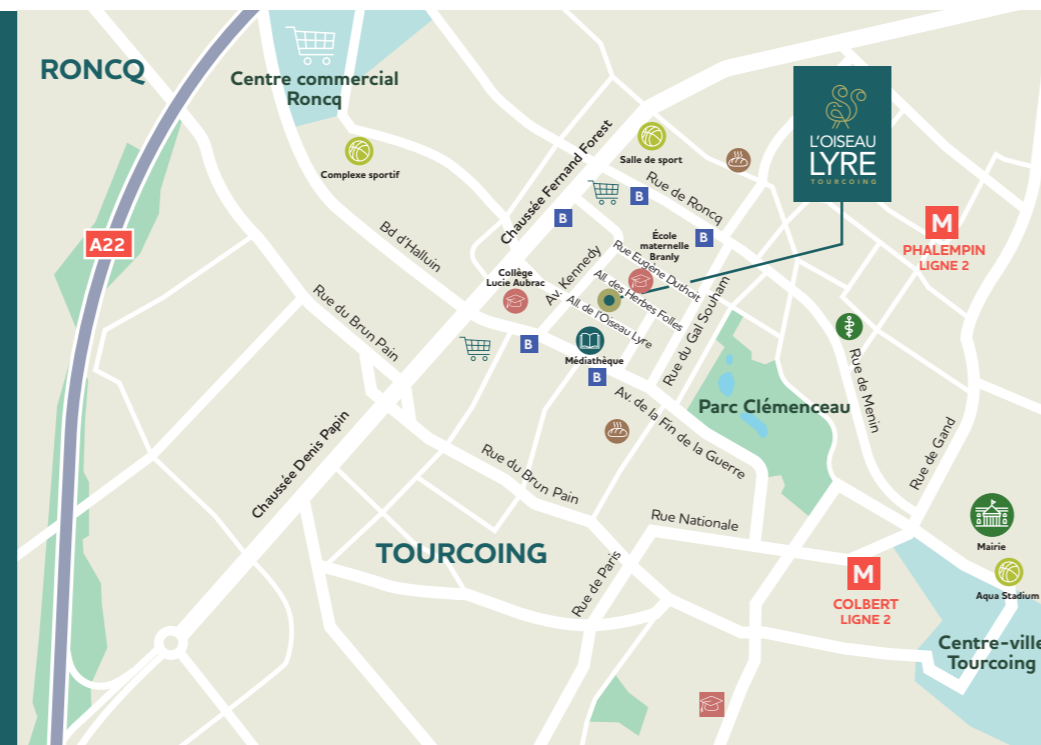 RONCQ
Centre commercial
Roncq
A22
Complexe sportif
Bd d'Halluin
Chaussée Fernand Forest
Salle de sport
Rue de Roncq
B
B
B
L'OISEAU
LYRE
TOURCOING
M
PHALEMPIN
LIGNE 2
École
maternelle
Branly
Rue Eugène Duthoit
All. des Herbes Folles
All. de l'Oiseau Lyre
Av. Kennedy
Collège
Lucie Aubrac
Rue du Gal Souham
Rue du Brun Pain
B
Médiathèque
B
Rue de Menin
Parc Clémenceau
Av. de la Fin de la Guerre
Rue de Gand
Chaussée Denis Papin
Rue du Brun Pain
Rue Nationale
TOURCOING
Rue de Paris
Mairie
M
COLBERT
LIGNE 2
Aqua Stadium
Centre-ville
Tourcoing